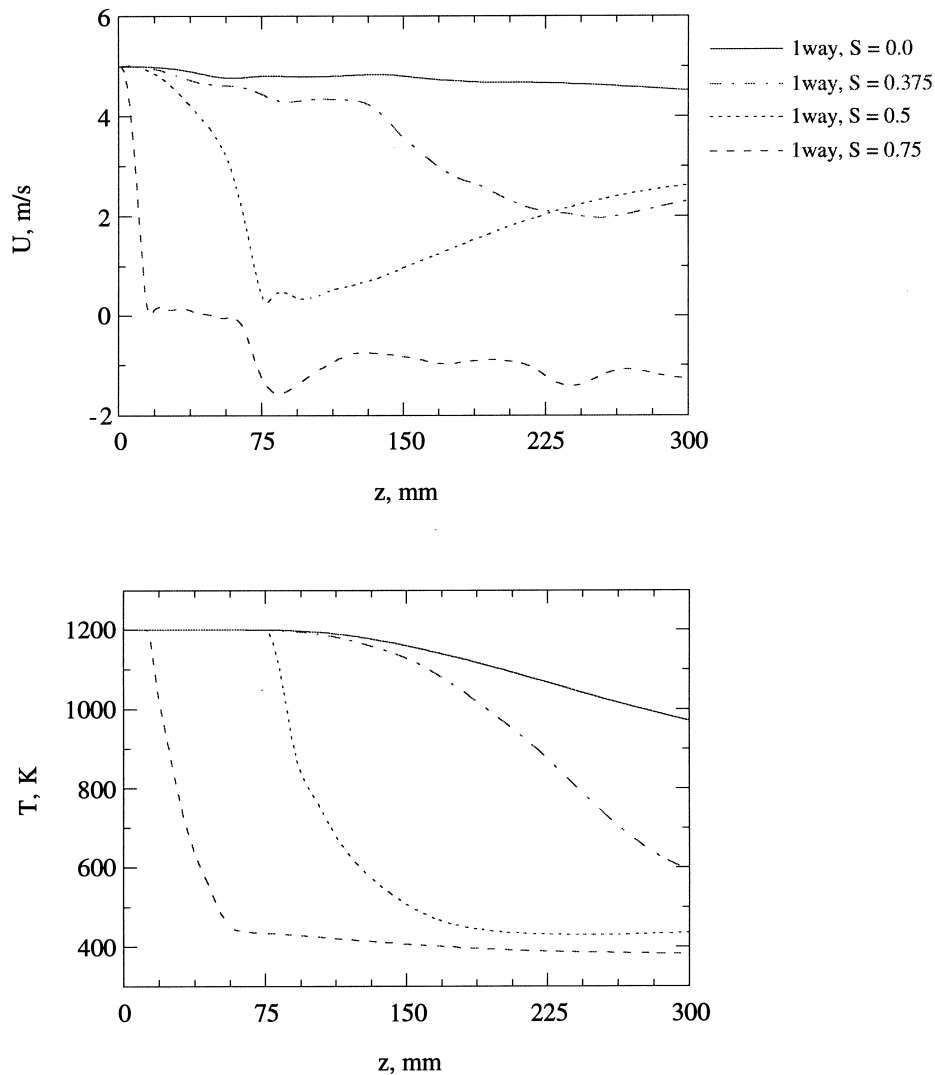 6
4
2
0
-2
U, m/s
0 75 150 225 300
z, mm
1way, S = 0.0
1way, S = 0.375
1way, S = 0.5
1way, S = 0.75
1200
1000
800
600
400
T, K
0 75 150 225 300
z, mm